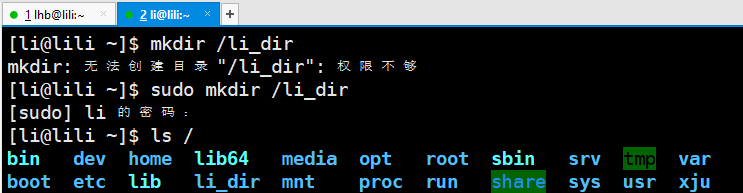 1 lhb@lili:~ × 2 li@lili:~ × +
[li@lili ~]$ mkdir /li_dir
mkdir: 无法创建目录"/li_dir": 权限不够
[li@lili ~]$ sudo mkdir /li_dir
[sudo] li 的密码：
[li@lili ~]$ ls /
bin dev home lib64 media opt root sbin srv tmp var
boot etc lib li_dir mnt proc run share sys usr xju